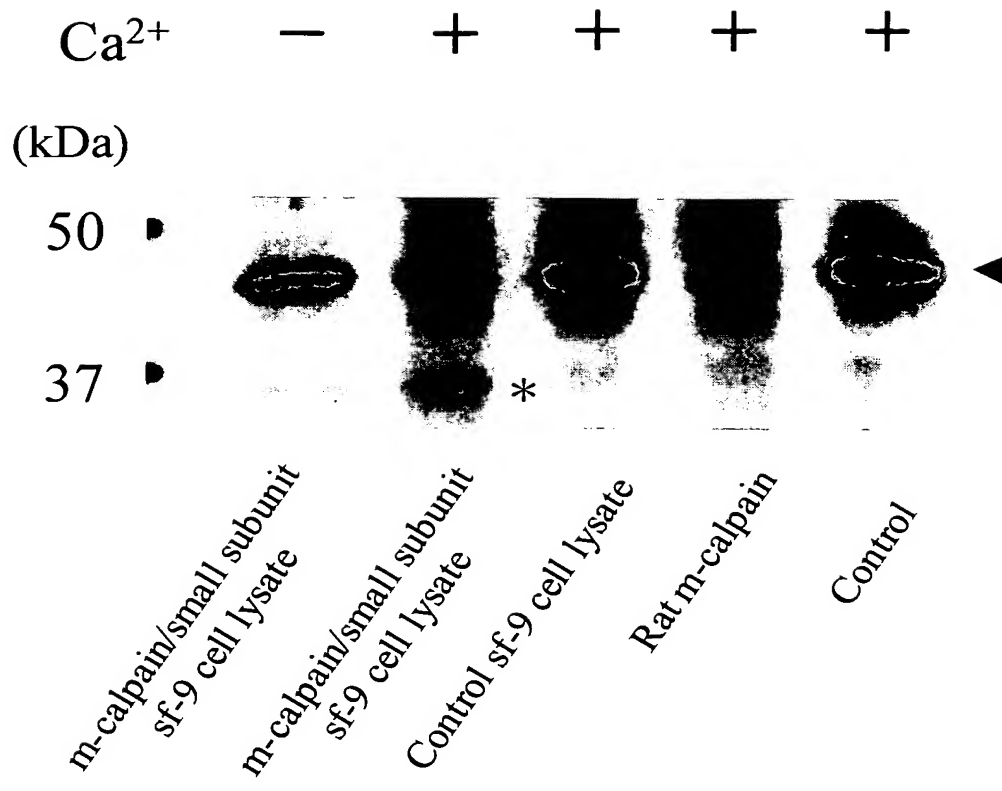 Ca²⁺ − + + + +
(kDa)
50
37 *
m-calpain/small subunit
sf-9 cell lysate
m-calpain/small subunit
sf-9 cell lysate
Control sf-9 cell lysate
Rat m-calpain
Control